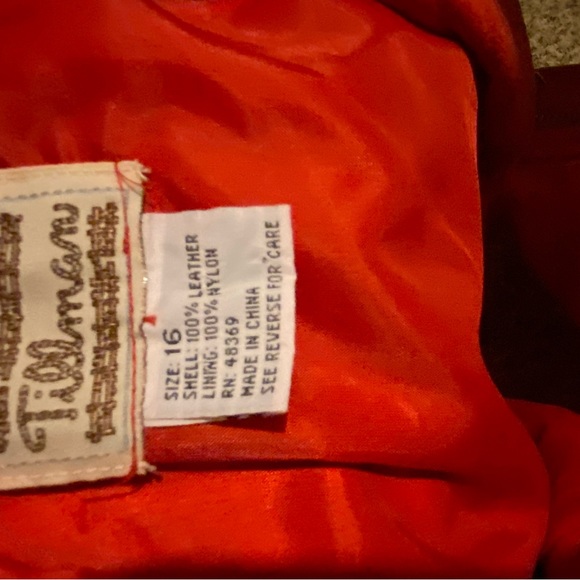 Tillman
SIZE: 16
SHELL: 100% LEATHER
LINING: 100% NYLON
RN: 48369
MADE IN CHINA
SEE REVERSE FOR CARE